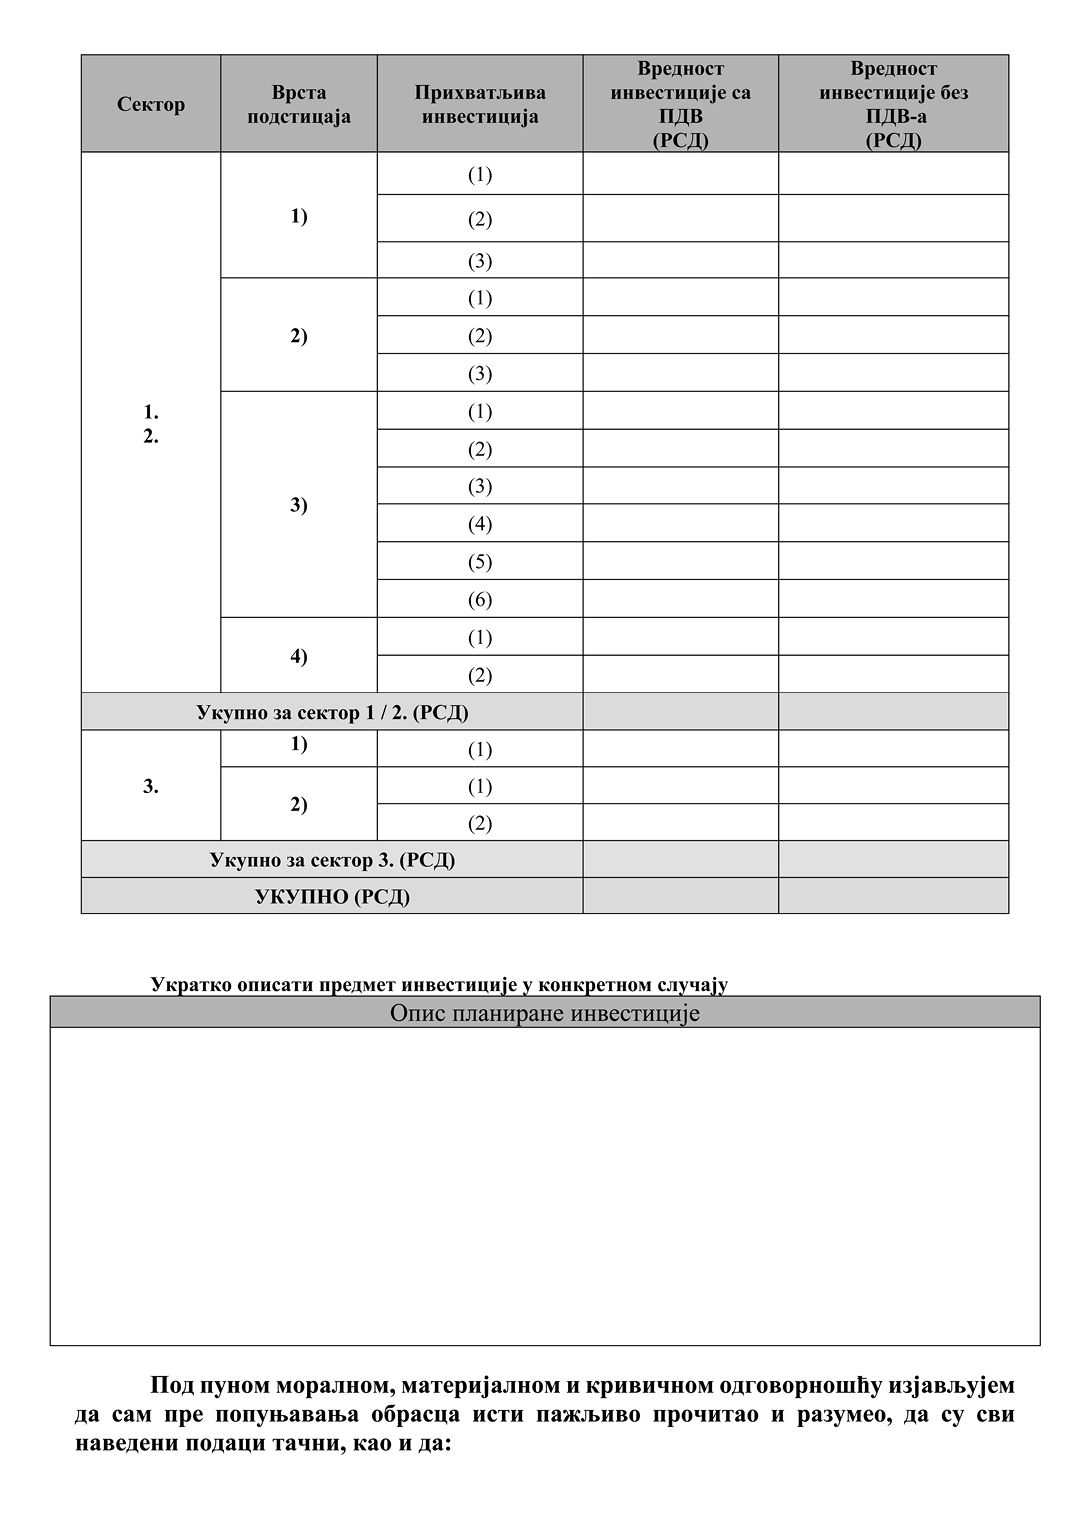 Сектор
Врста
подстицаја
Прихватљива
инвестиција
Вредност
инвестиције са
ПДВ
(РСД)
Вредност
инвестиције без
ПДВ-а
(РСД)
1.
2.
1)
(1)
(2)
(3)
2)
(1)
(2)
(3)
3)
(1)
(2)
(3)
(4)
(5)
(6)
4)
(1)
(2)
Укупно за сектор 1 / 2. (РСД)
3.
1)
(1)
2)
(1)
(2)
Укупно за сектор 3. (РСД)
УКУПНО (РСД)
Укратко описати предмет инвестиције у конкретном случају
Опис планиране инвестиције
Под пуном моралном, материјалном и кривичном одговорношћу изјављујем
да сам пре попуњавања обрасца исти пажљиво прочитао и разумео, да су сви
наведени подаци тачни, као и да: